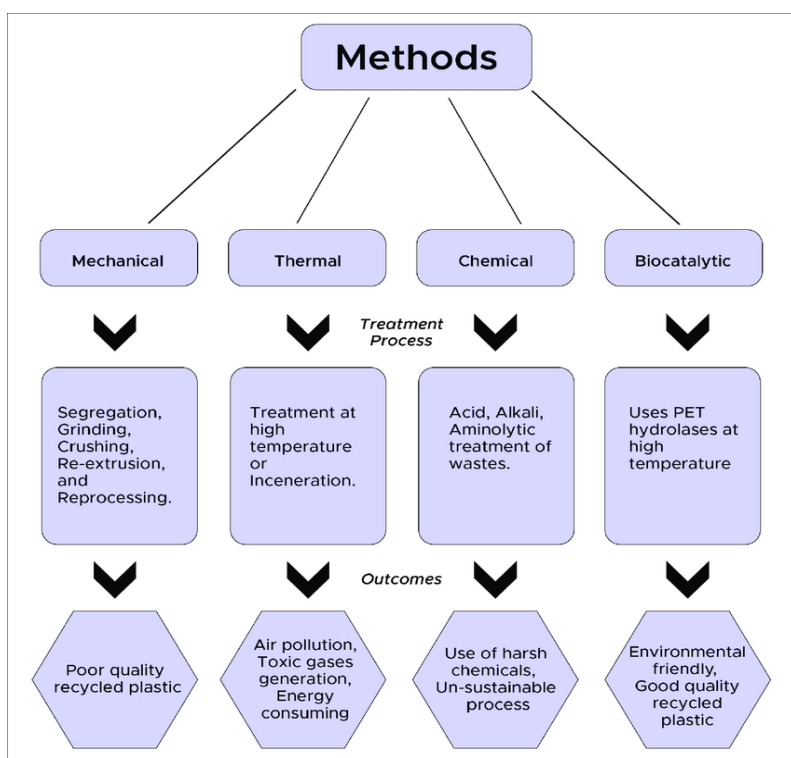 Methods
Mechanical
Thermal
Chemical
Biocatalytic
Treatment
Process
Segregation,
Grinding,
Crushing,
Re-extrusion,
and
Reprocessing.
Treatment at
high
temperature
or
Inceneration.
Acid, Alkali,
Aminolytic
treatment of
wastes.
Uses PET
hydrolases at
high
temperature
Outcomes
Poor quality
recycled plastic
Air pollution,
Toxic gases
generation,
Energy
consuming
Use of harsh
chemicals,
Un-sustainable
process
Environmental
friendly,
Good quality
recycled
plastic